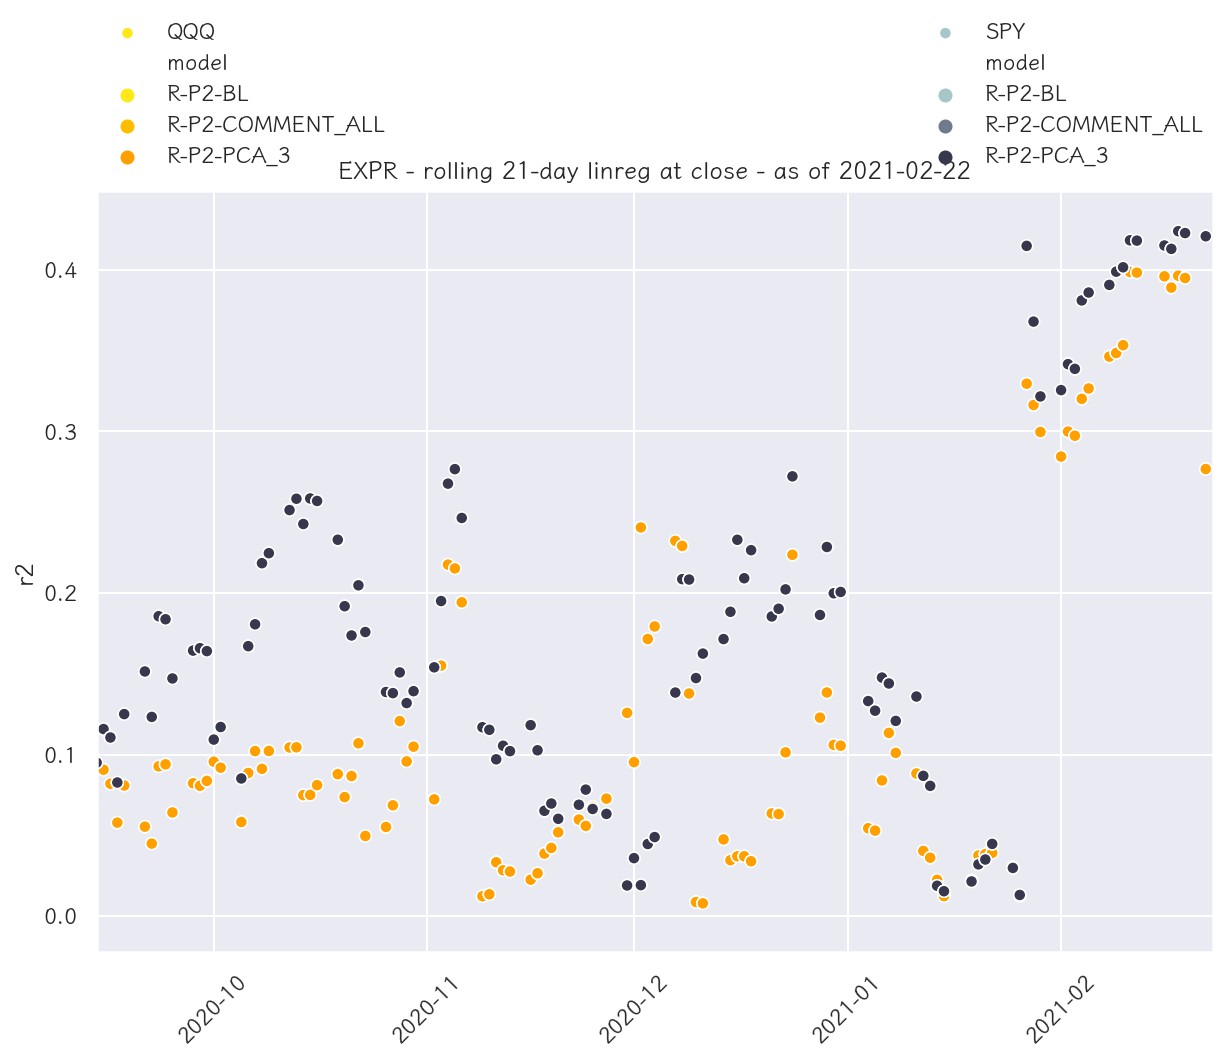 QQQ
model
R-P2-BL
R-P2-COMMENT_ALL
R-P2-PCA_3
SPY
model
R-P2-BL
R-P2-COMMENT_ALL
R-P2-PCA_3
EXPR - rolling 21-day linreg at close - as of 2021-02-22
r2
0.4
0.3
0.2
0.1
0.0
2020-10
2020-11
2020-12
2021-01
2021-02